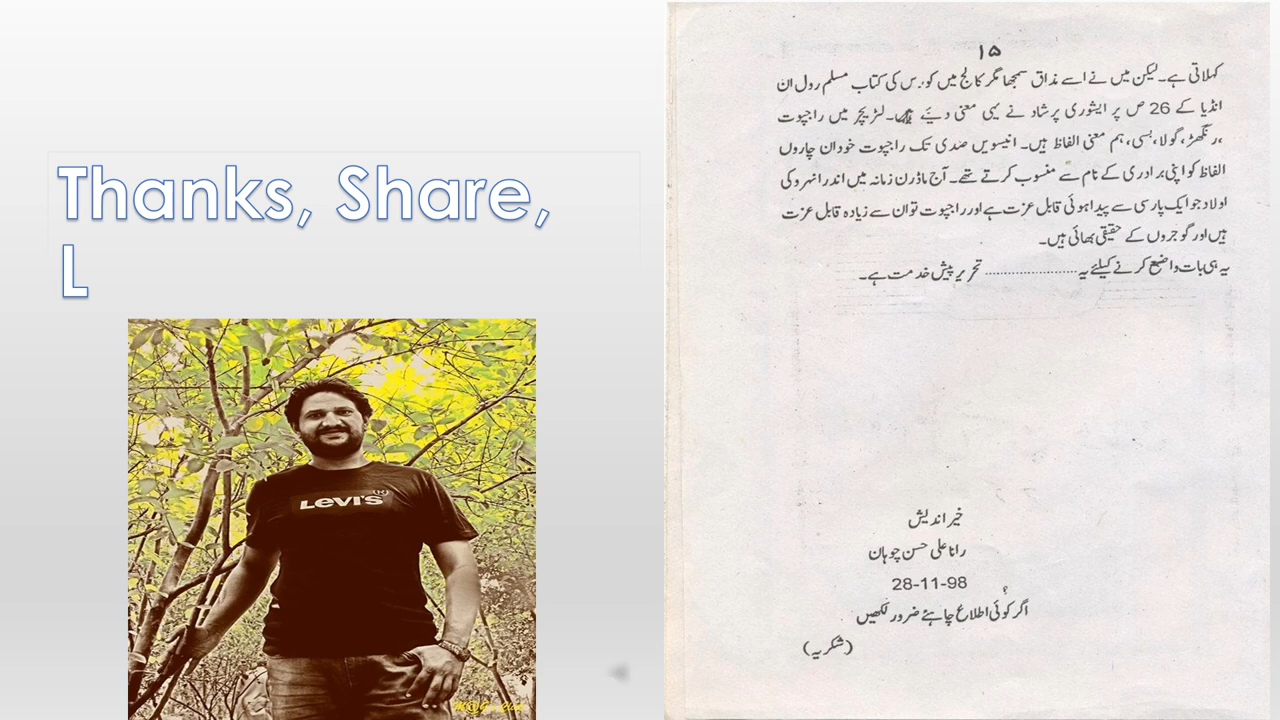 Thanks, Share,
L
LEVI'S
۱۵
کہلاتی ہے۔ لیکن میں نے اسے مذاق سمجھا مگر کالج میں کورس کی کتاب مسلم رول ان
انڈیا کے 26 ص پر ایشوری پرشاد نے یہی معنی دیئے۔ لٹریچر میں راجپوت
،رنگھڑ، گولا، بسی، ہم معنی الفاظ ہیں۔ انیسویں صدی تک راجپوت خود ان چاروں
الفاظ کو اپنی برادری کے نام سے منسوب کرتے تھے۔ آج ماڈرن زمانہ میں اندرا نہرو کی
اولاد جو ایک پارسی سے پیدا ہوئی قابل عزت ہے اور راجپوت تو ان سے زیادہ قابل عزت
ہیں اور گوجروں کے حقیقی بھائی ہیں۔
یہ ہی بات واضع کرنے کیلئے یہ ........................ تحریر پیش خدمت ہے۔
خیر اندیش
رانا علی حسن چوہان
28-11-98
اگر کوئی اطلاع چاہئے ضرور لکھیں
(شکریہ)